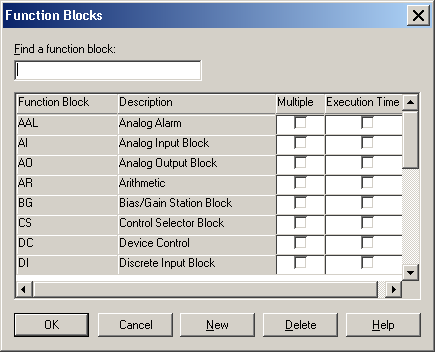 Function Blocks
Find a function block:
Function Block Description Multiple Execution Time
AAL Analog Alarm
AI Analog Input Block
AO Analog Output Block
AR Arithmetic
BG Bias/Gain Station Block
CS Control Selector Block
DC Device Control
DI Discrete Input Block
OK Cancel New Delete Help